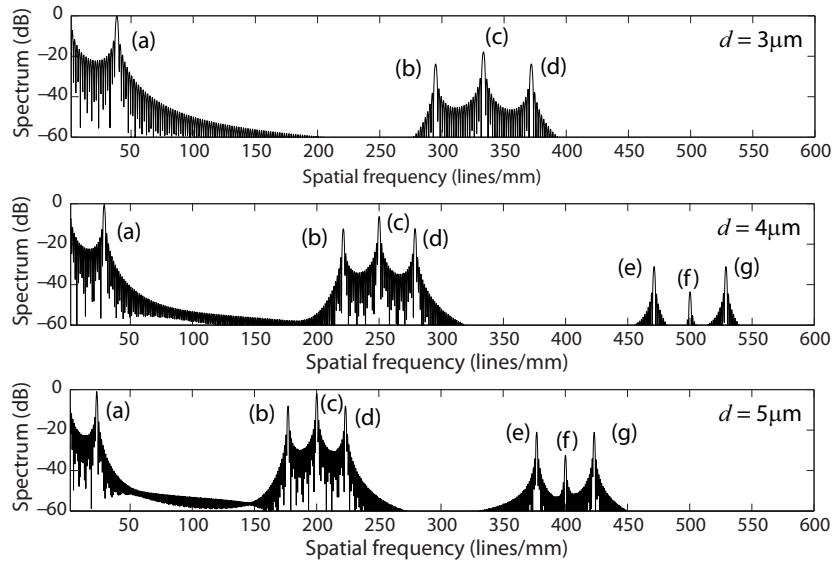 0
−20
−40
−60
Spectrum (dB)
(a)
(b)
(c)
(d)
d = 3µm
50 100 150 200 250 300 350 400 450 500 550 600
Spatial frequency (lines/mm)
0
−20
−40
−60
Spectrum (dB)
(a)
(b)
(c)
(d)
(e)
(f)
(g)
d = 4µm
50 100 150 200 250 300 350 400 450 500 550 600
Spatial frequency (lines/mm)
0
−20
−40
−60
Spectrum (dB)
(a)
(b)
(c)
(d)
(e)
(f)
(g)
d = 5µm
50 100 150 200 250 300 350 400 450 500 550 600
Spatial frequency (lines/mm)